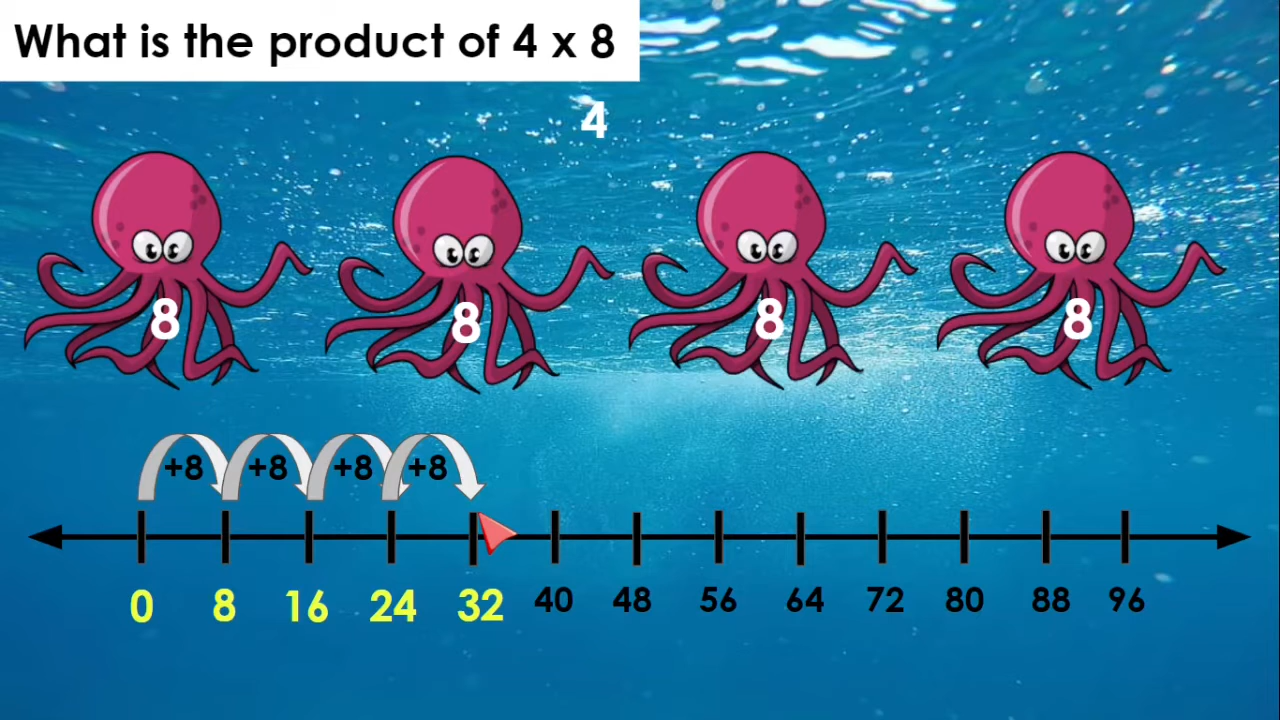 What is the product of 4 x 8
4
8 8 8 8
+8 +8 +8 +8
0 8 16 24 32 40 48 56 64 72 80 88 96